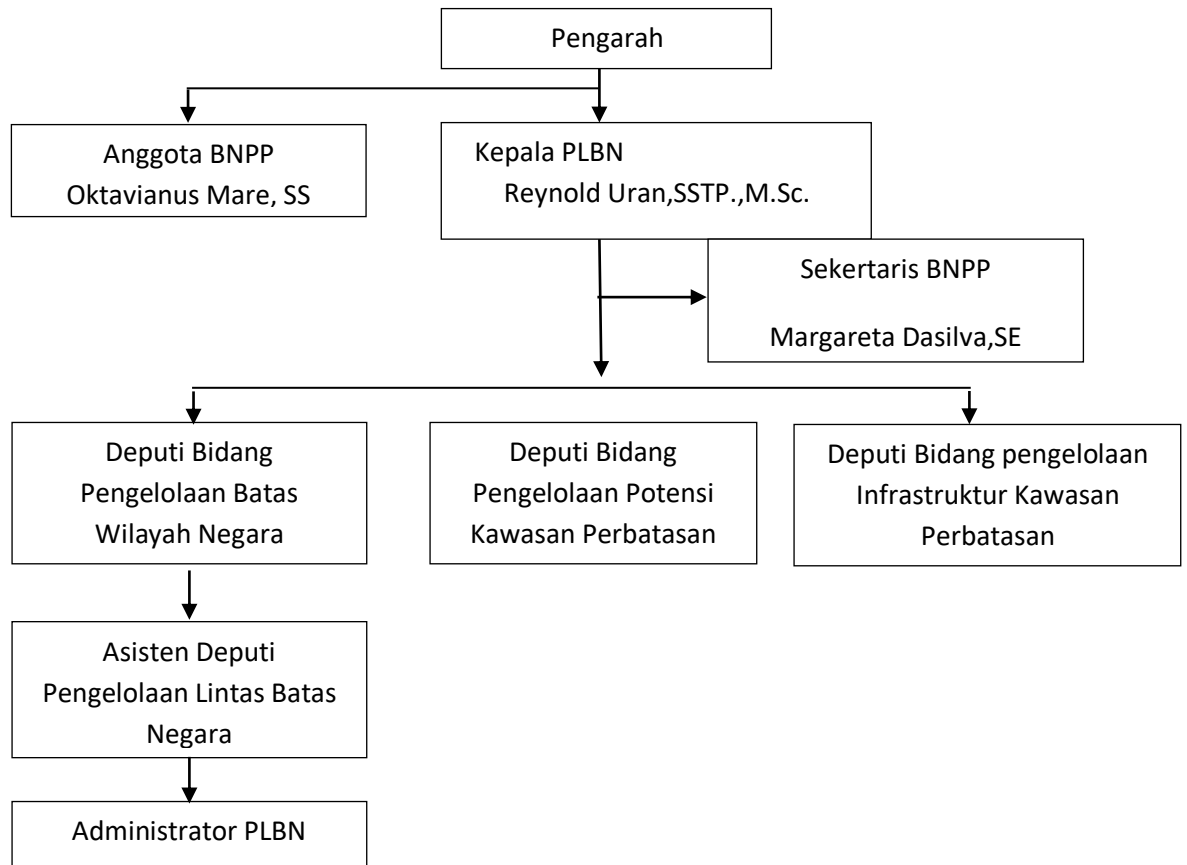 Pengarah
Anggota BNPP
Oktavianus Mare, SS
Kepala PLBN
Reynold Uran,SSTP.,M.Sc.
Sekertaris BNPP
Margareta Dasilva,SE
Deputi Bidang
Pengelolaan Batas
Wilayah Negara
Deputi Bidang
Pengelolaan Potensi
Kawasan Perbatasan
Deputi Bidang pengelolaan
Infrastruktur Kawasan
Perbatasan
Asisten Deputi
Pengelolaan Lintas Batas
Negara
Administrator PLBN